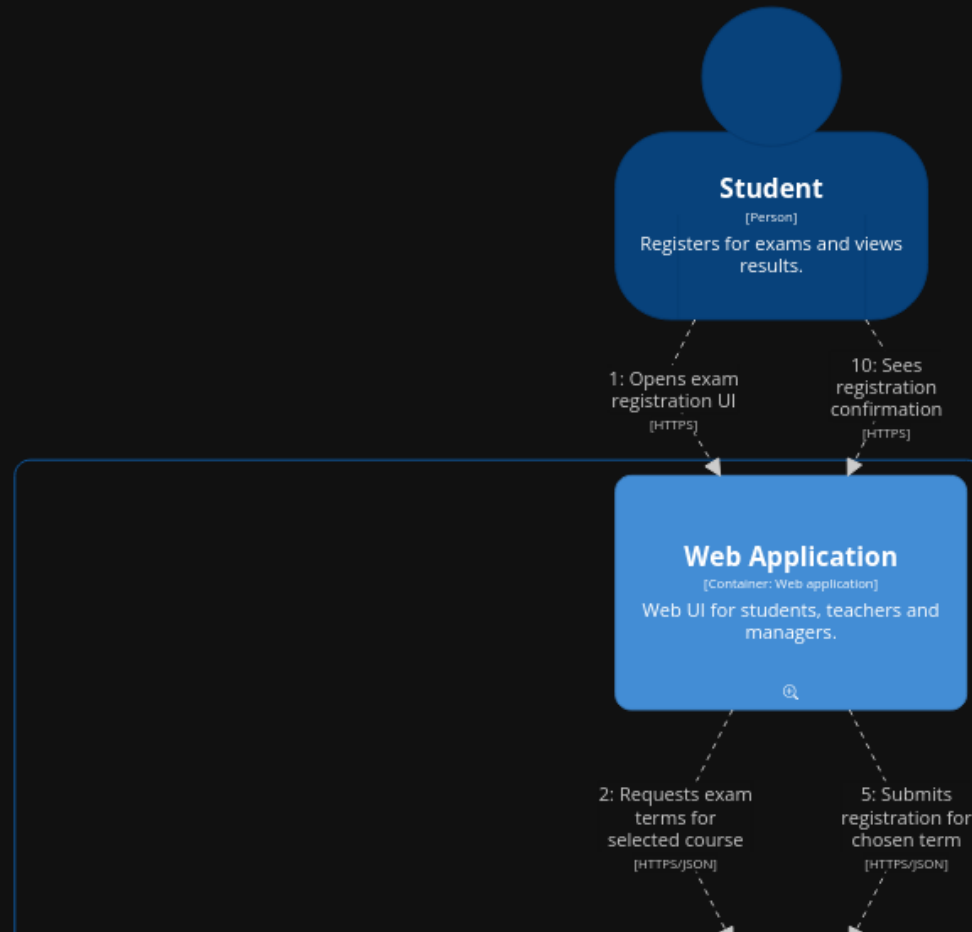 Student
[Person]
Registers for exams and views
results.
1: Opens exam
registration UI
[HTTPS]
10: Sees
registration
confirmation
[HTTPS]
Web Application
[Container: Web application]
Web UI for students, teachers and
managers.
2: Requests exam
terms for
selected course
[HTTPS/JSON]
5: Submits
registration for
chosen term
[HTTPS/JSON]